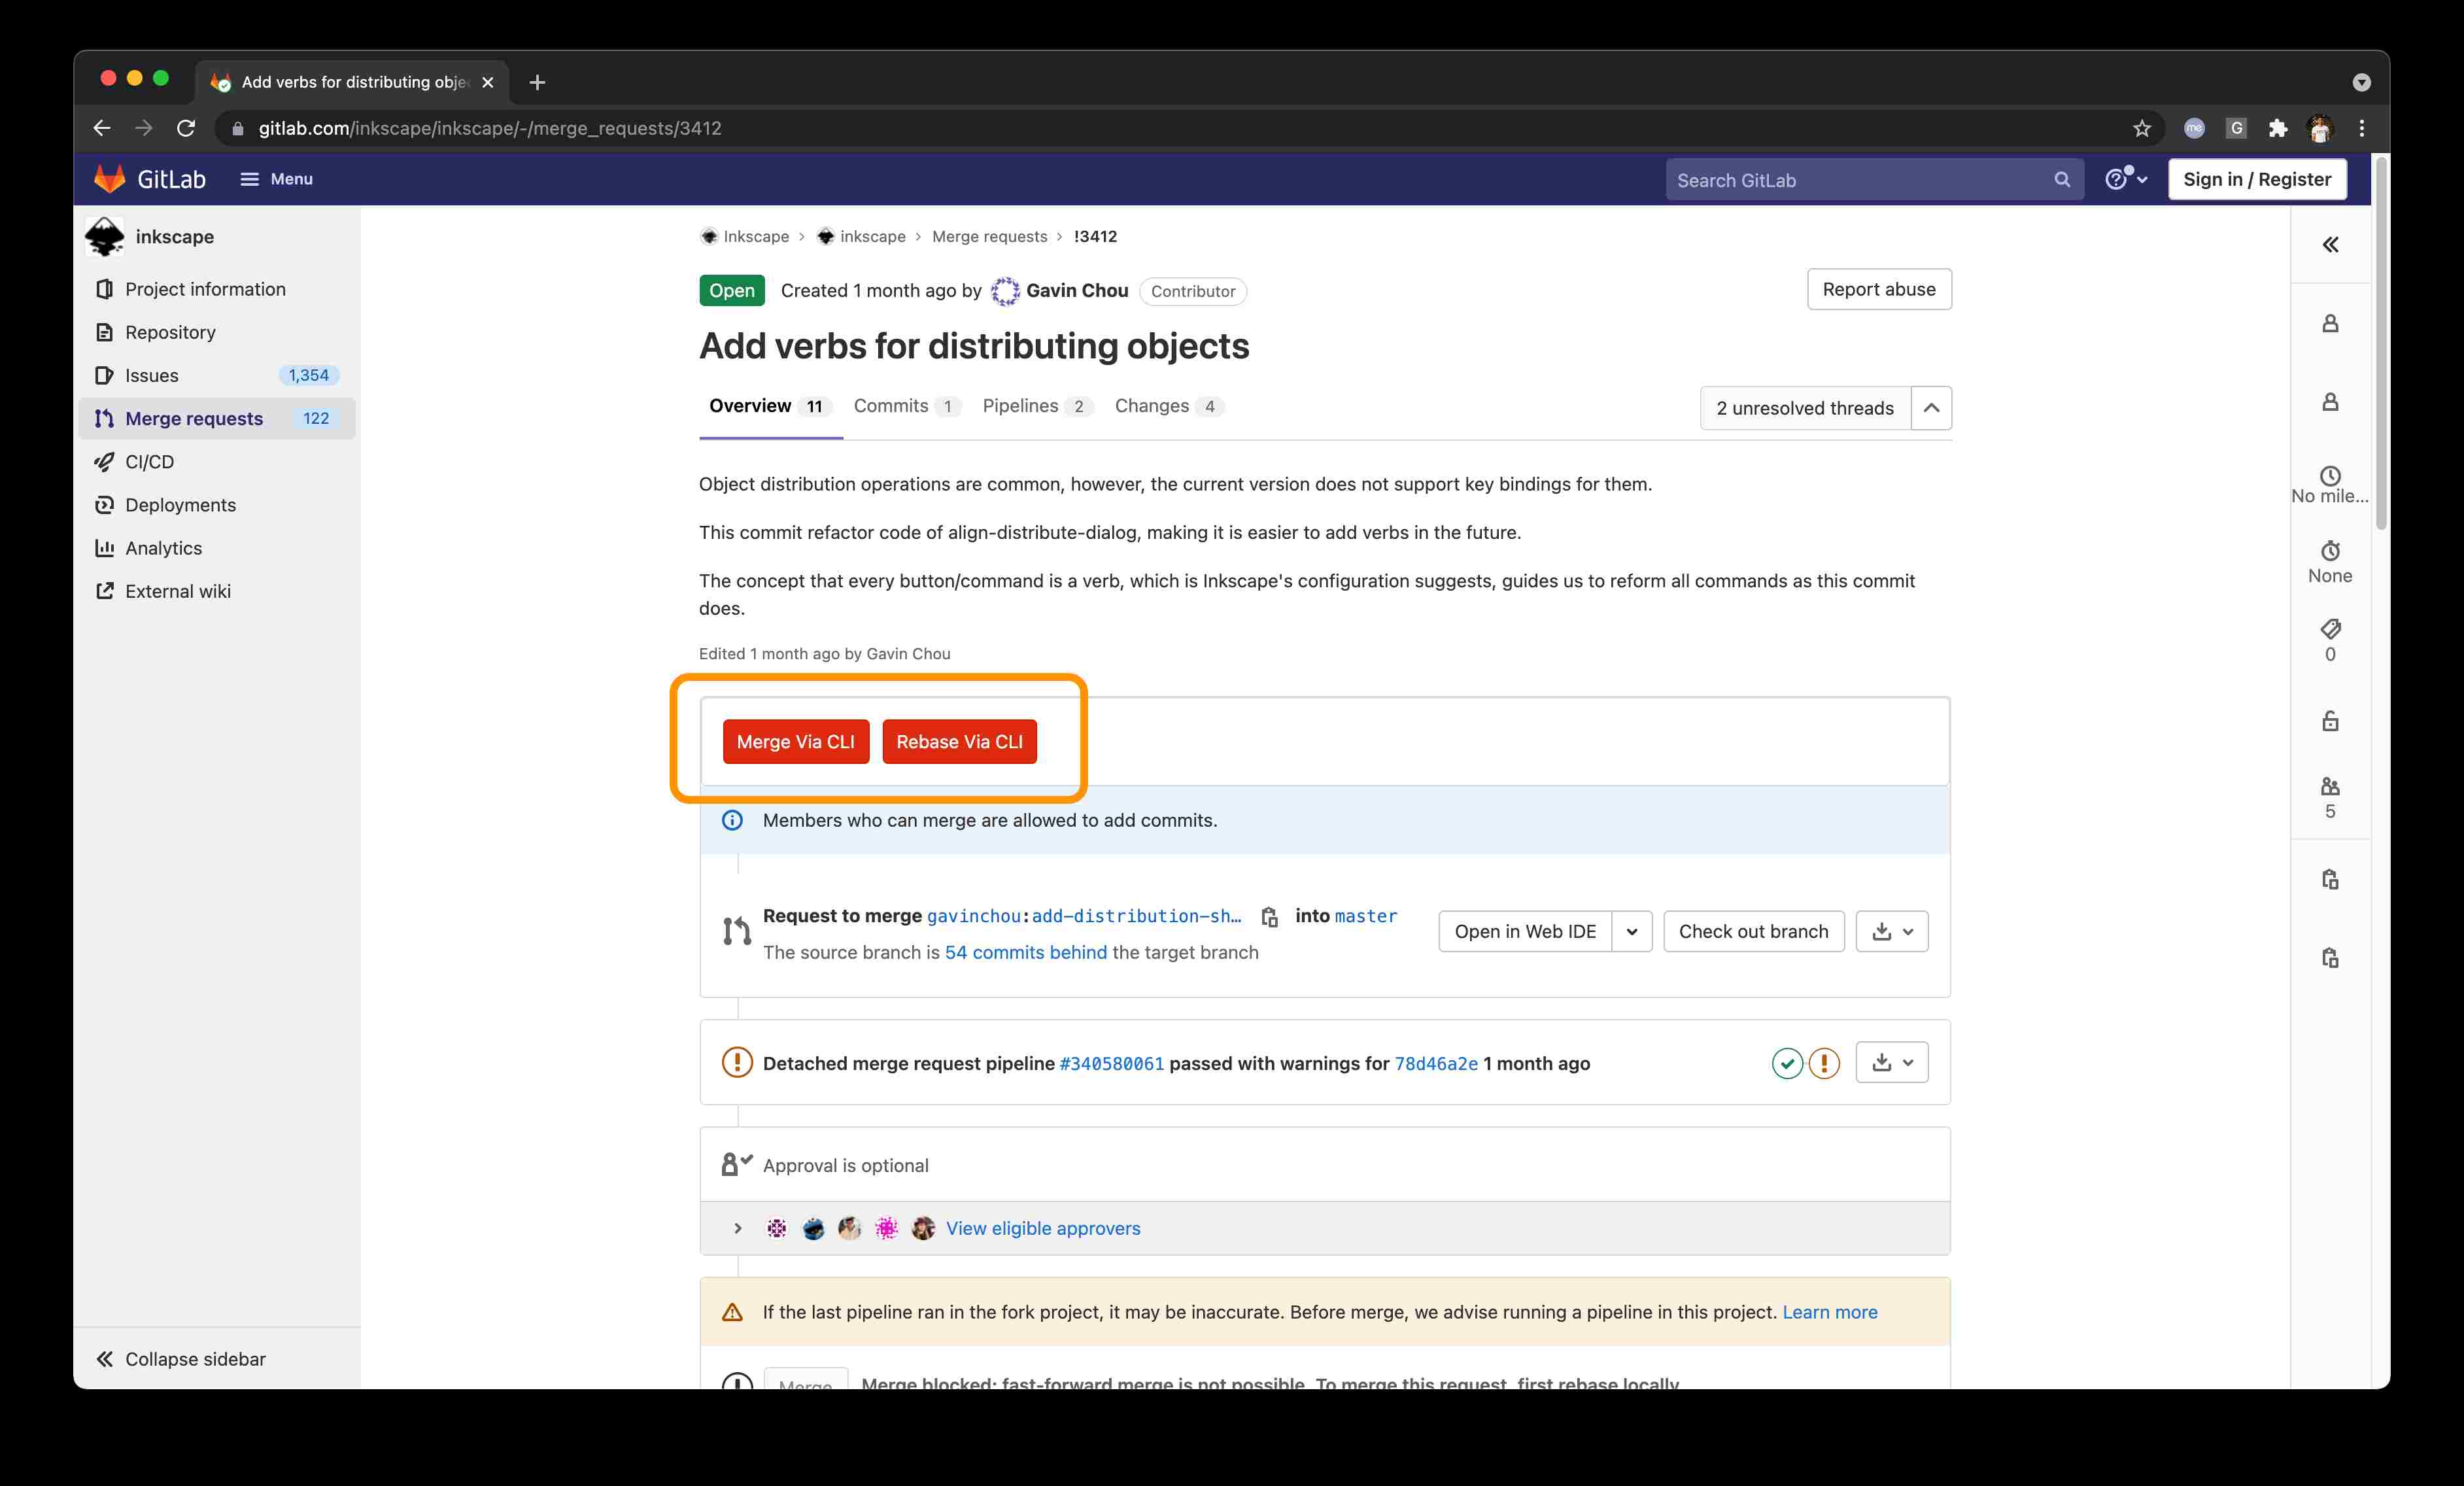 Add verbs for distributing obje
gitlab.com/inkscape/inkscape/-/merge_requests/3412
me
G
GitLab
Menu
Search GitLab
Sign in / Register
inkscape
Project information
Repository
Issues 1,354
Merge requests 122
CI/CD
Deployments
Analytics
External wiki
Collapse sidebar
Inkscape › inkscape › Merge requests › !3412
Open Created 1 month ago by Gavin Chou Contributor
Report abuse
Add verbs for distributing objects
Overview 11 Commits 1 Pipelines 2 Changes 4
2 unresolved threads
Object distribution operations are common, however, the current version does not support key bindings for them.
This commit refactor code of align-distribute-dialog, making it is easier to add verbs in the future.
The concept that every button/command is a verb, which is Inkscape's configuration suggests, guides us to reform all commands as this commit
does.
Edited 1 month ago by Gavin Chou
Merge Via CLI Rebase Via CLI
Members who can merge are allowed to add commits.
Request to merge gavinchou:add-distribution-sh… into master
The source branch is 54 commits behind the target branch
Open in Web IDE
Check out branch
Detached merge request pipeline #340580061 passed with warnings for 78d46a2e 1 month ago
Approval is optional
View eligible approvers
If the last pipeline ran in the fork project, it may be inaccurate. Before merge, we advise running a pipeline in this project. Learn more
Merge Merge blocked: fast-forward merge is not possible. To merge this request, first rebase locally.
No mile...
None
0
5